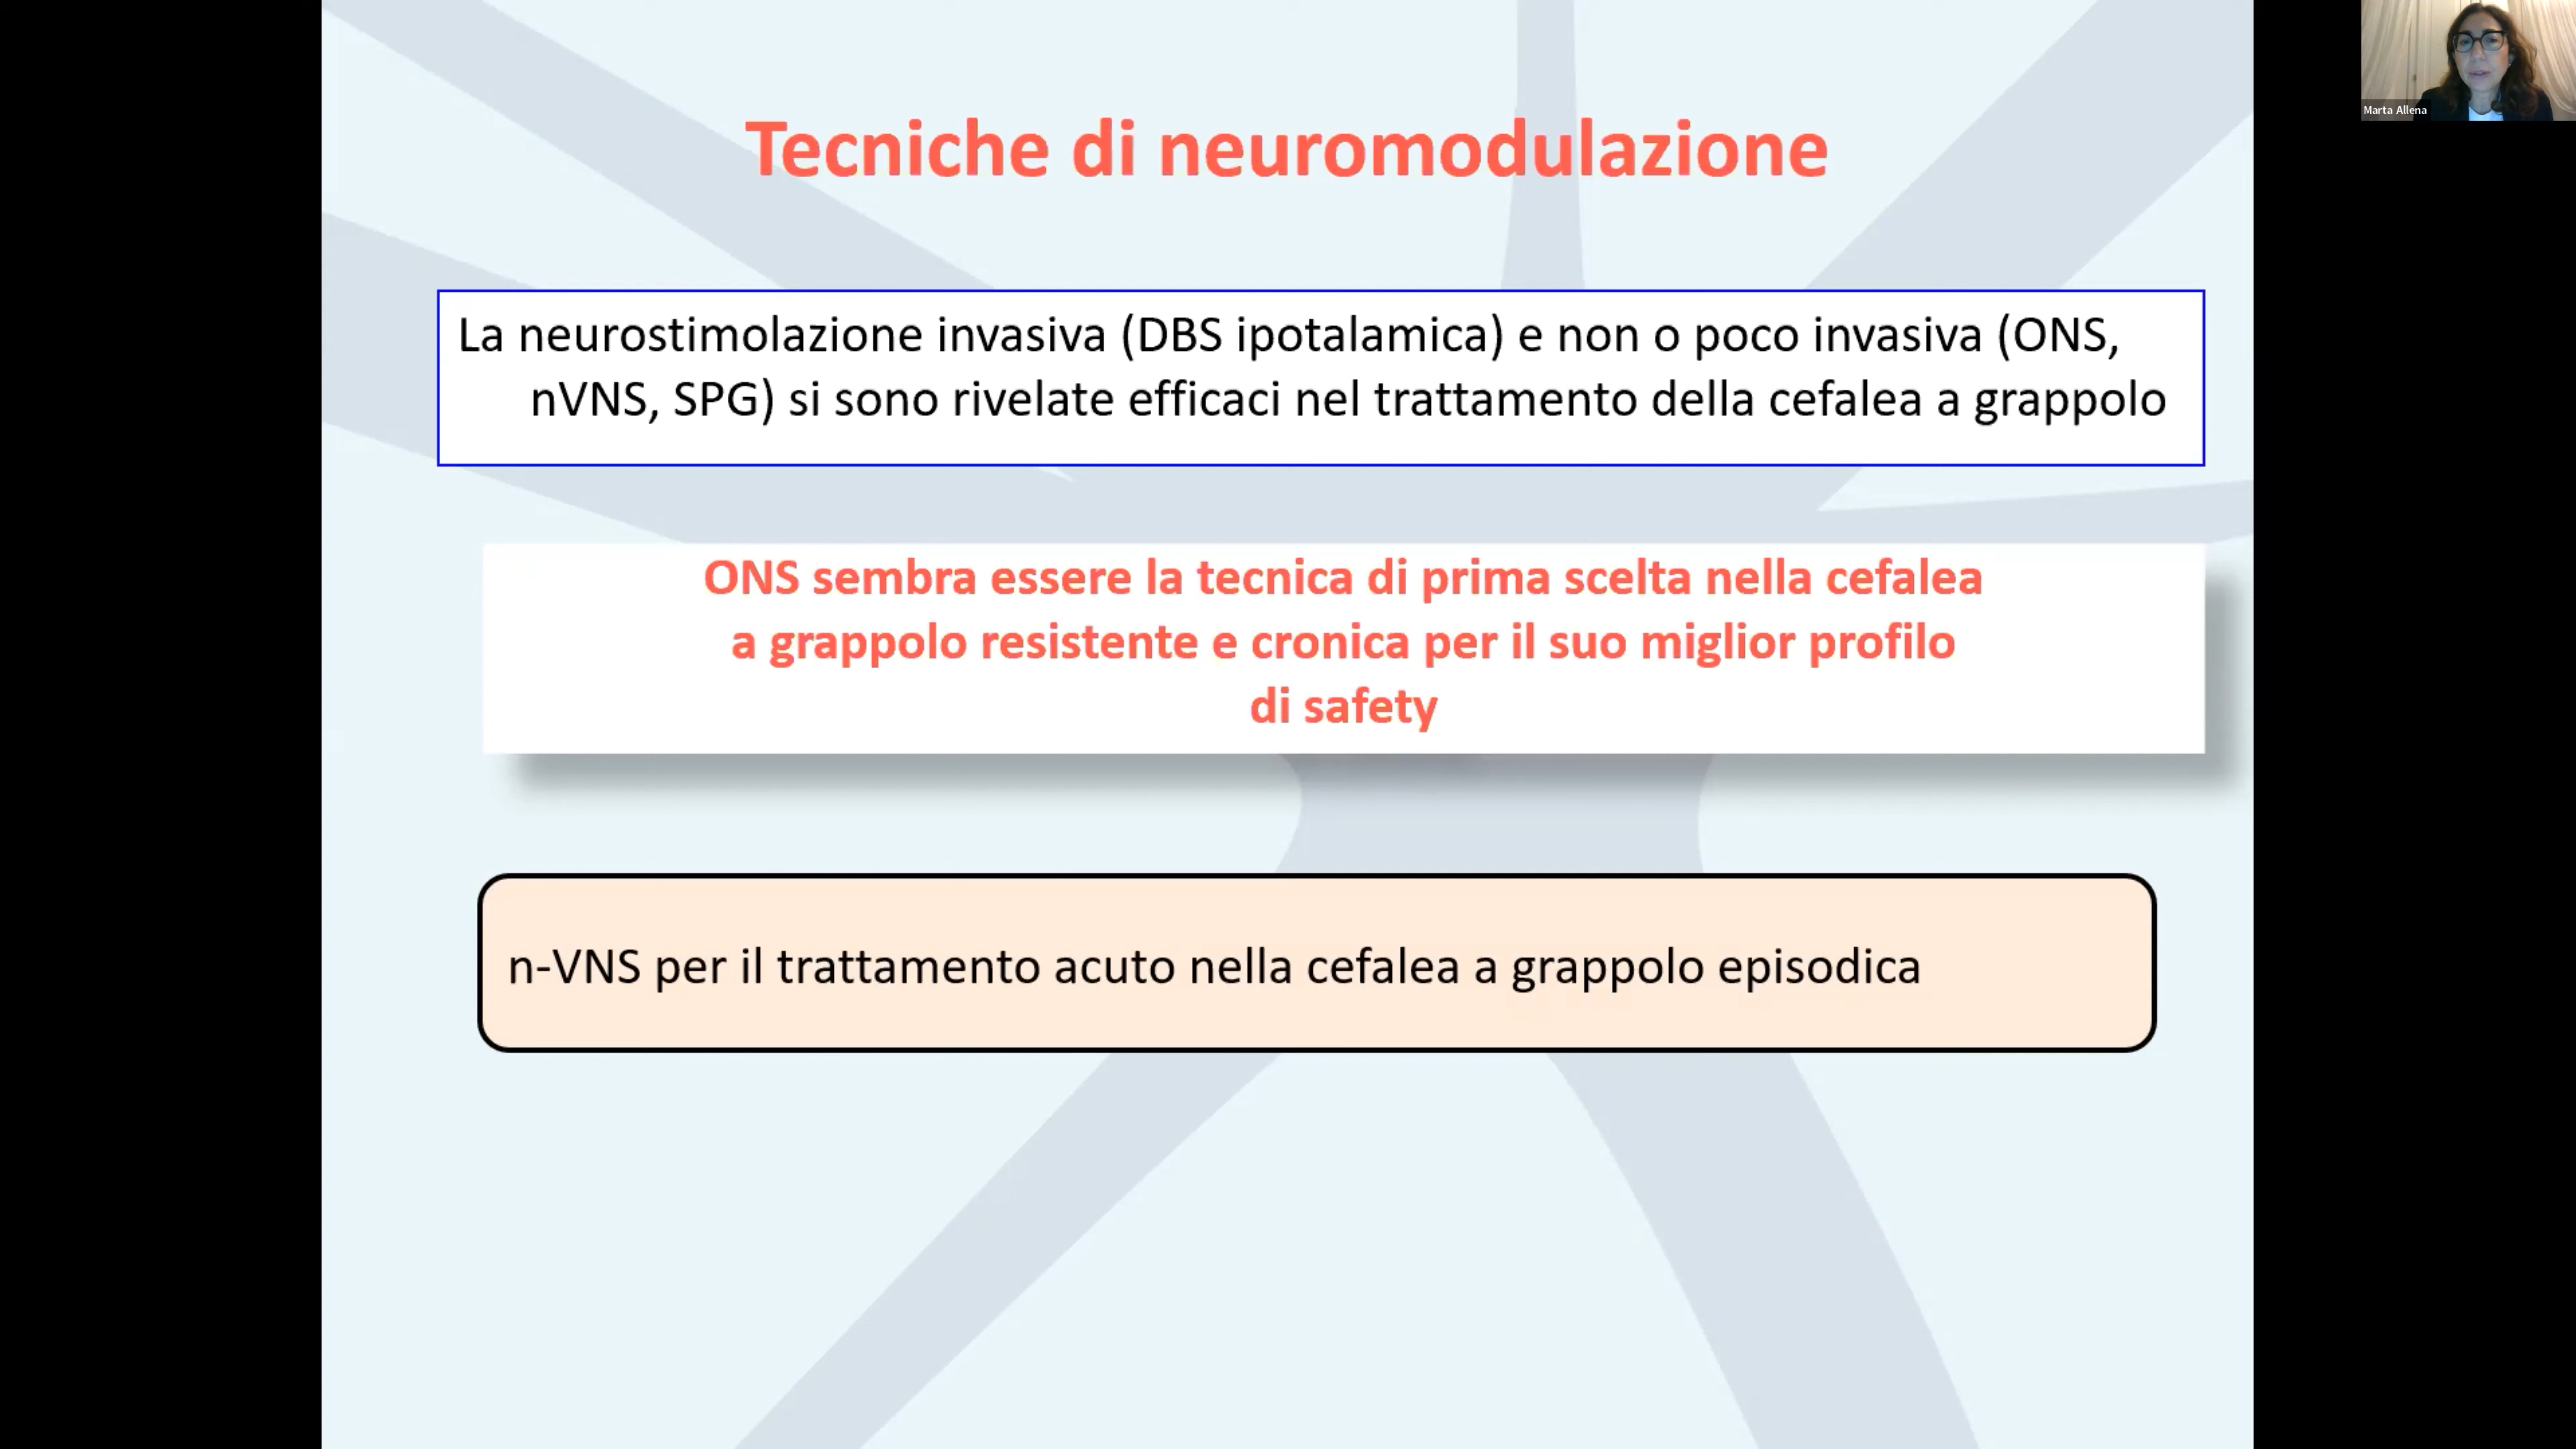 Tecniche di neuromodulazione
La neurostimolazione invasiva (DBS ipotalamica) e non o poco invasiva (ONS,
nVNS, SPG) si sono rivelate efficaci nel trattamento della cefalea a grappolo
ONS sembra essere la tecnica di prima scelta nella cefalea
a grappolo resistente e cronica per il suo miglior profilo
di safety
n-VNS per il trattamento acuto nella cefalea a grappolo episodica
Marta Allena